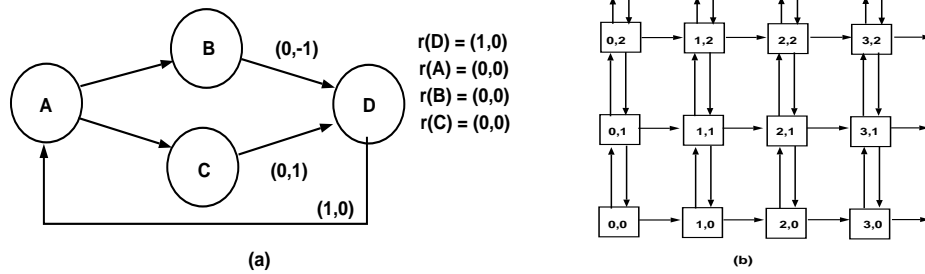 B
(0,-1)
r(D) = (1,0)
r(A) = (0,0)
r(B) = (0,0)
r(C) = (0,0)
A
D
C
(0,1)
(1,0)
(a)
0,2 1,2 2,2 3,2
0,1 1,1 2,1 3,1
0,0 1,0 2,0 3,0
(b)